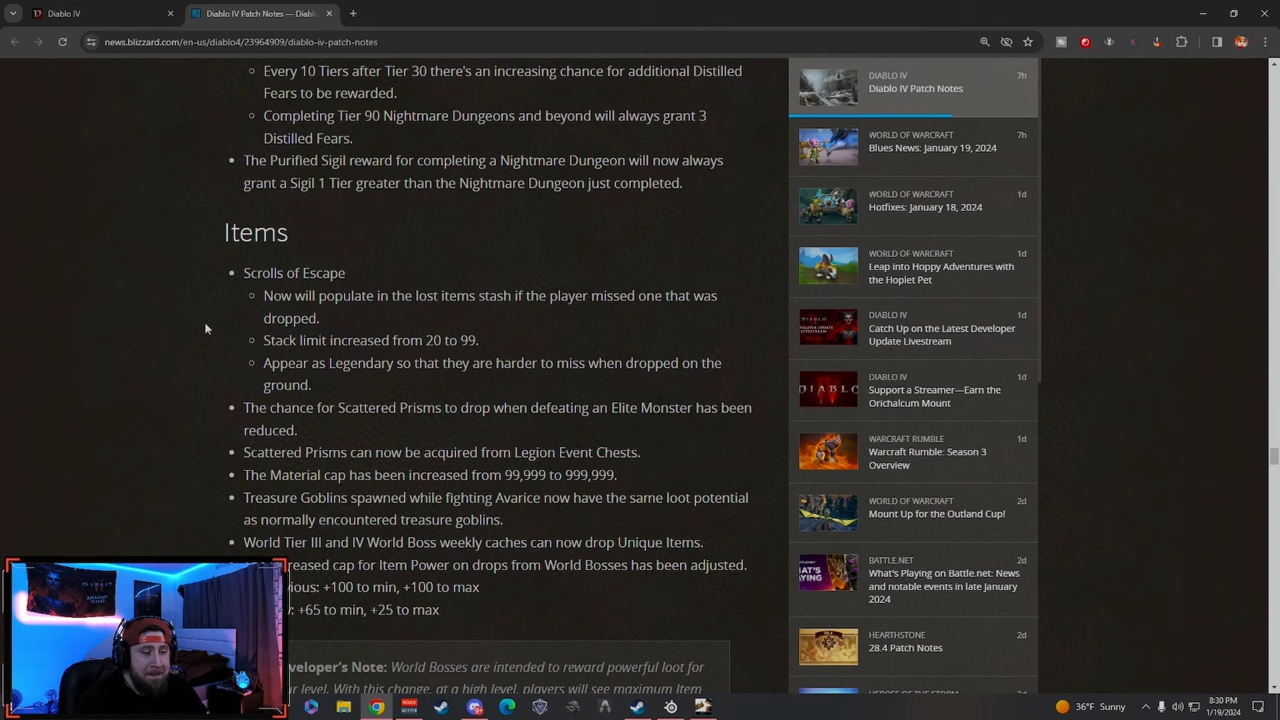 Diablo IV
Diablo IV Patch Notes — Diab
news.blizzard.com/en-us/diablo4/23964909/diablo-iv-patch-notes
Every 10 Tiers after Tier 30 there's an increasing chance for additional Distilled
Fears to be rewarded.
Completing Tier 90 Nightmare Dungeons and beyond will always grant 3
Distilled Fears.
The Purified Sigil reward for completing a Nightmare Dungeon will now always
grant a Sigil 1 Tier greater than the Nightmare Dungeon just completed.
Items
Scrolls of Escape
Now will populate in the lost items stash if the player missed one that was
dropped.
Stack limit increased from 20 to 99.
Appear as Legendary so that they are harder to miss when dropped on the
ground.
The chance for Scattered Prisms to drop when defeating an Elite Monster has been
reduced.
Scattered Prisms can now be acquired from Legion Event Chests.
The Material cap has been increased from 99,999 to 999,999.
Treasure Goblins spawned while fighting Avarice now have the same loot potential
as normally encountered treasure goblins.
World Tier III and IV World Boss weekly caches can now drop Unique Items.
read cap for Item Power on drops from World Bosses has been adjusted.
ious: +100 to min, +100 to max
: +65 to min, +25 to max
veloper's Note: World Bosses are intended to reward powerful loot for
ur level. With this change, at a high level, players will see maximum Item
DIABLO IV
7h
Diablo IV Patch Notes
WORLD OF WARCRAFT
7h
Blues News: January 19, 2024
WORLD OF WARCRAFT
1d
Hotfixes: January 18, 2024
WORLD OF WARCRAFT
1d
Leap into Hoppy Adventures with
the Hoplet Pet
DIABLO IV
1d
Catch Up on the Latest Developer
Update Livestream
DIABLO IV
1d
Support a Streamer—Earn the
Orichalcum Mount
WARCRAFT RUMBLE
1d
Warcraft Rumble: Season 3
Overview
WORLD OF WARCRAFT
2d
Mount Up for the Outland Cup!
BATTLE.NET
2d
What's Playing on Battle.net: News
and notable events in late January
2024
HEARTHSTONE
2d
28.4 Patch Notes
HEROES OF THE STORM
2d
36°F Sunny
8:30 PM
1/19/2024